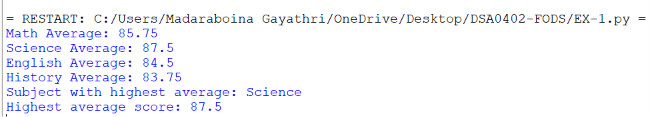 = RESTART: C:/Users/Madaraboina Gayathri/OneDrive/Desktop/DSA0402-FODS/EX-1.py =
Math Average: 85.75
Science Average: 87.5
English Average: 84.5
History Average: 83.75
Subject with highest average: Science
Highest average score: 87.5